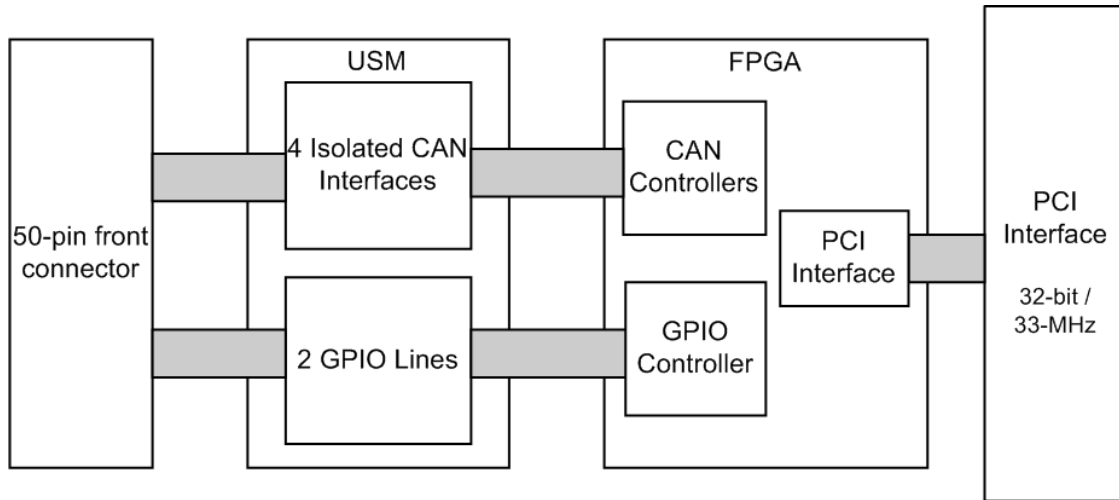 50-pin front
connector
USM
4 Isolated CAN
Interfaces
2 GPIO Lines
FPGA
CAN
Controllers
PCI
Interface
GPIO
Controller
PCI
Interface
32-bit /
33-MHz